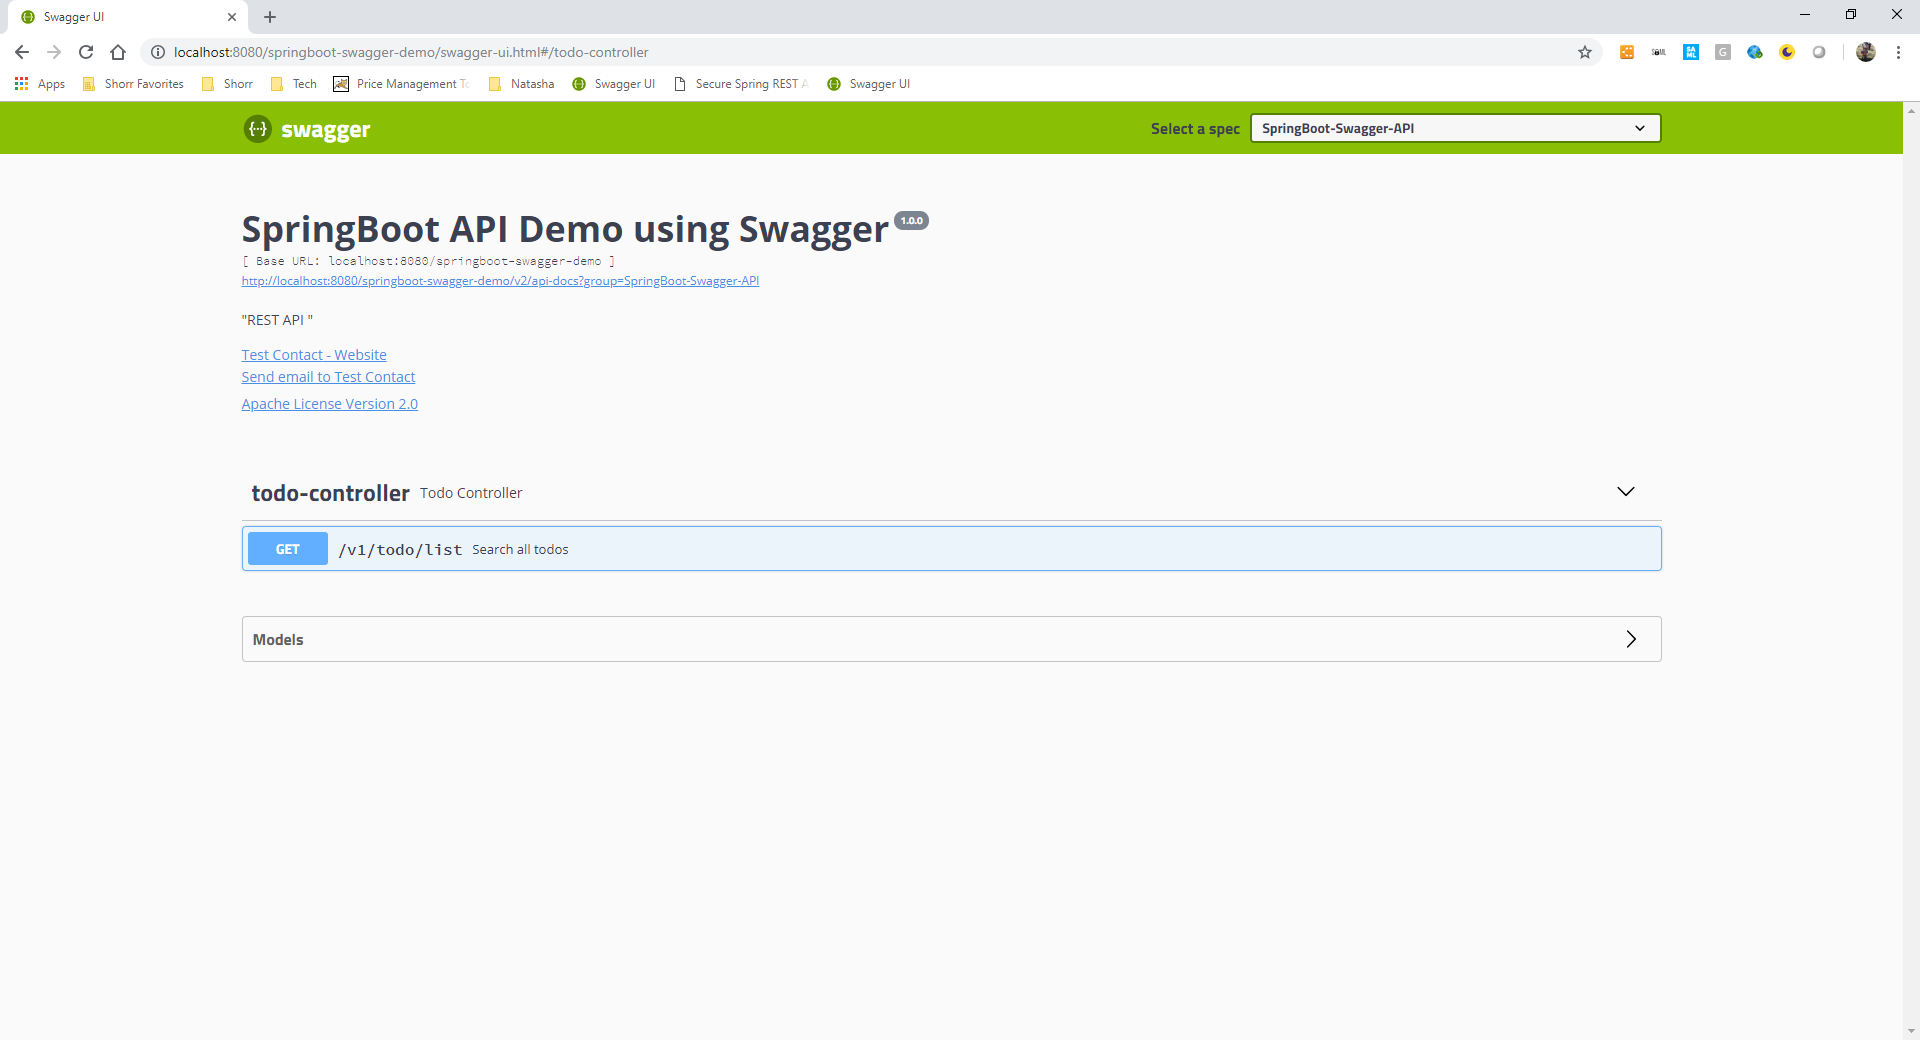 Swagger UI
localhost:8080/springboot-swagger-demo/swagger-ui.html#/todo-controller
Apps Shorr Favorites Shorr Tech Price Management To Natasha Swagger UI Secure Spring REST A Swagger UI
{··} swagger Select a spec SpringBoot-Swagger-API
SpringBoot API Demo using Swagger 1.0.0
[ Base URL: localhost:8080/springboot-swagger-demo ]
http://localhost:8080/springboot-swagger-demo/v2/api-docs?group=SpringBoot-Swagger-API
"REST API "
Test Contact - Website
Send email to Test Contact
Apache License Version 2.0
todo-controller Todo Controller
GET /v1/todo/list Search all todos
Models